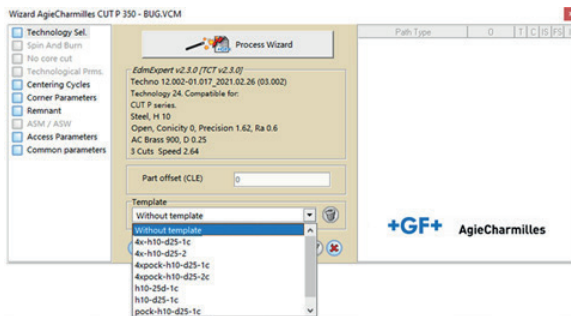 Wizard AgieCharmilles CUT P 350 - BUG.VCM
Technology Sel.
Spin And Burn
No core cut
Technological Prms.
Centering Cycles
Corner Parameters
Remnant
ASM / ASW
Access Parameters
Common parameters
Process Wizard
EdmExpert v2.3.0 [TCT v2.3.0]
Techno 12.002-01.017_2021.02.26 (03.002)
Technology 24. Compatible for:
CUT P series.
Steel, H 10
Open, Conicity 0, Precision 1.62, Ra 0.6
AC Brass 900, D 0.25
3 Cuts Speed 2.64
Part offset (CLE) 0
Template
Without template
Without template
4x-h10-d25-1c
4x-h10-d25-2
4xpock-h10-d25-1c
4xpock-h10-d25-2c
h10-25d-1c
h10-d25-1c
pock-h10-d25-1c
Path Type D T C IS FS
+GF+ AgieCharmilles